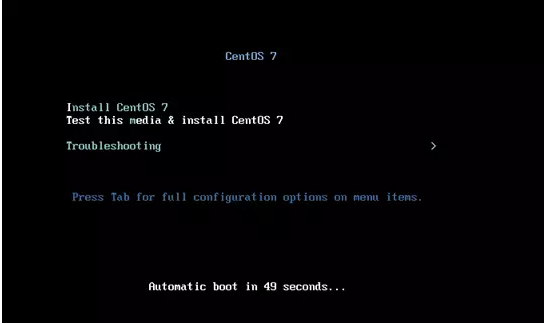 CentOS 7
Install CentOS 7
Test this media & install CentOS 7
Troubleshooting >
Press Tab for full configuration options on menu items.
Automatic boot in 49 seconds...